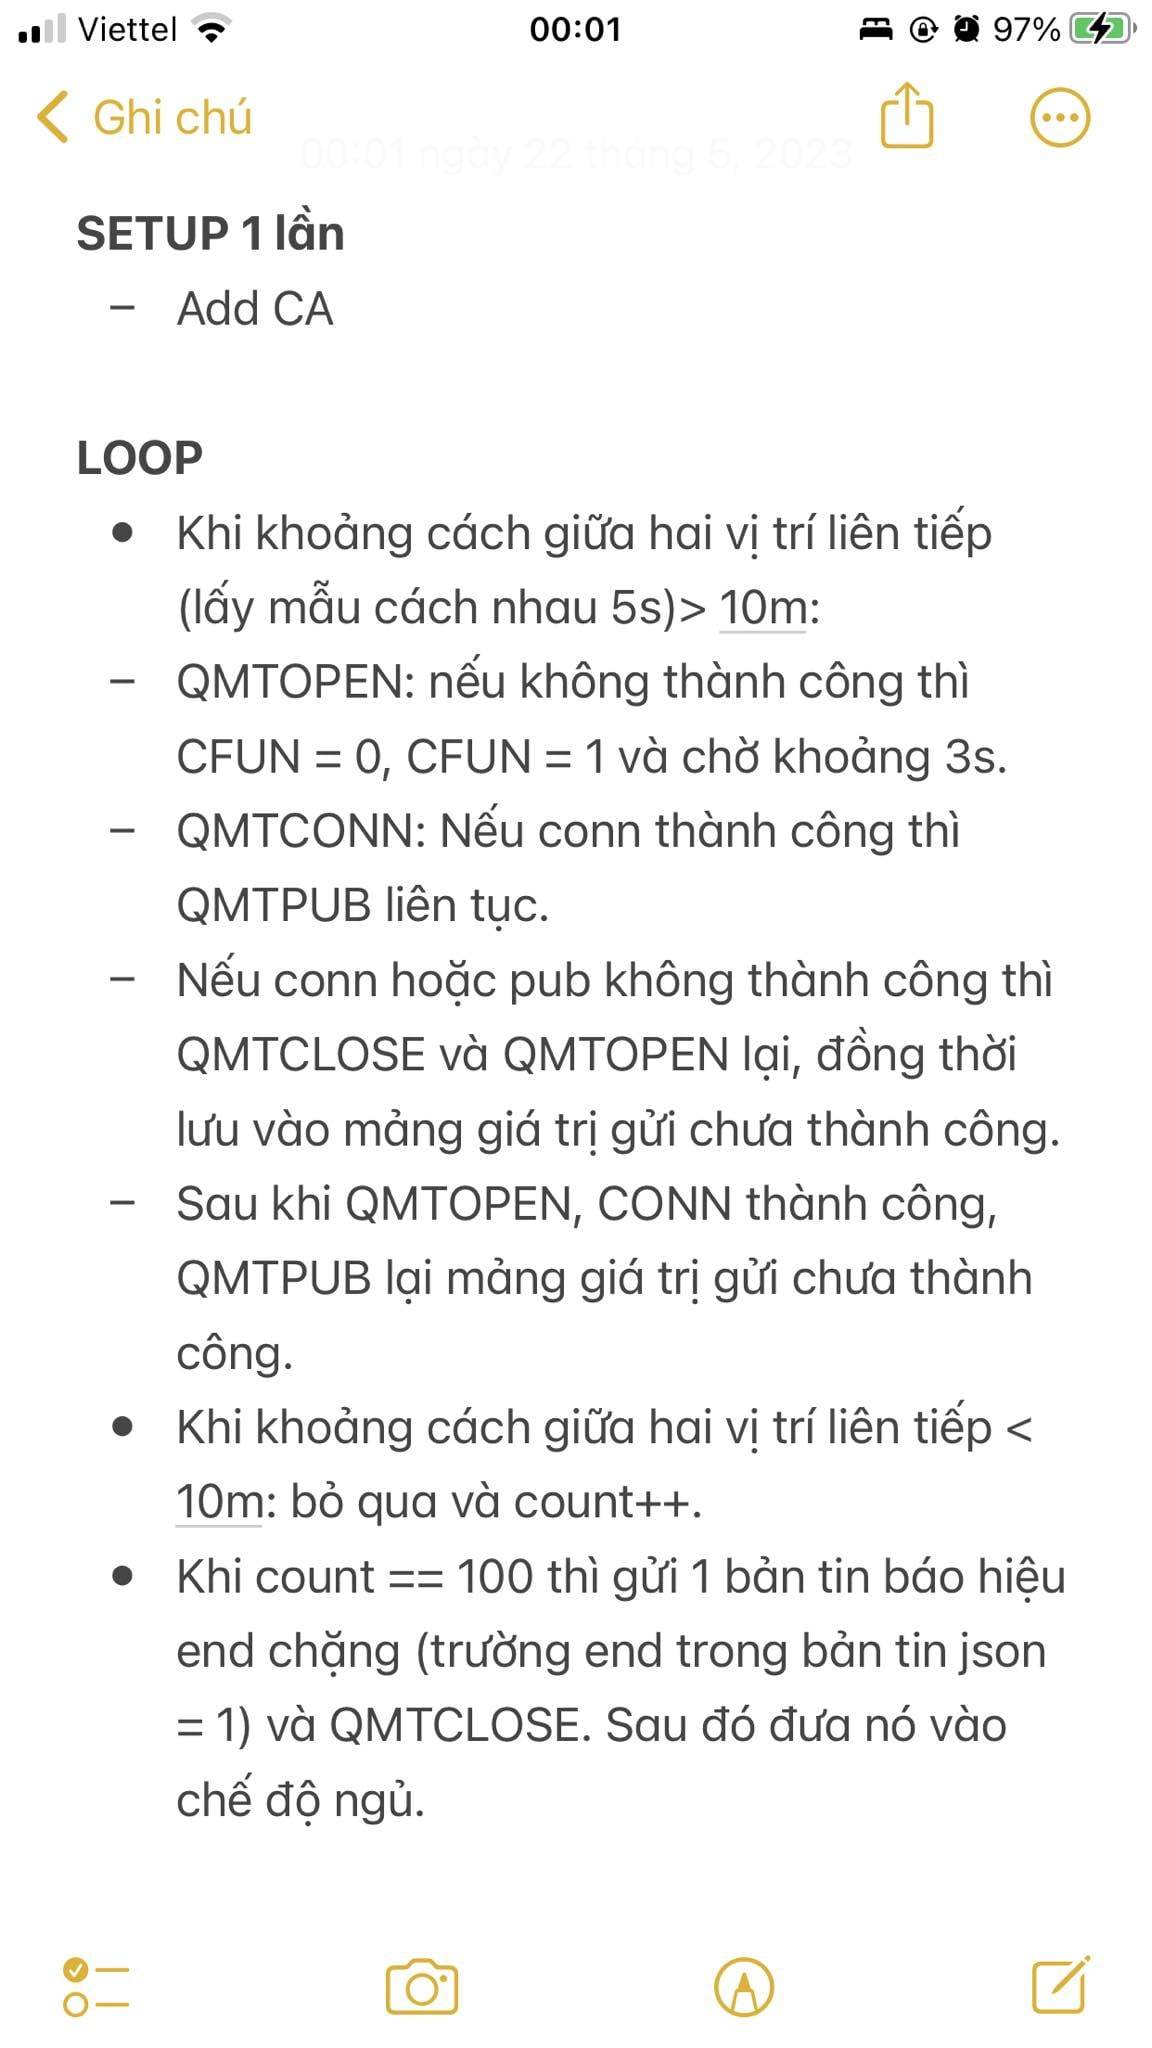 Viettel
00:01
97%
Ghi chú
00:01 ngày 22 tháng 5, 2023
SETUP 1 lần
– Add CA
LOOP
• Khi khoảng cách giữa hai vị trí liên tiếp
(lấy mẫu cách nhau 5s)> 10m:
– QMTOPEN: nếu không thành công thì
CFUN = 0, CFUN = 1 và chờ khoảng 3s.
– QMTCONN: Nếu conn thành công thì
QMTPUB liên tục.
– Nếu conn hoặc pub không thành công thì
QMTCLOSE và QMTOPEN lại, đồng thời
lưu vào mảng giá trị gửi chưa thành công.
– Sau khi QMTOPEN, CONN thành công,
QMTPUB lại mảng giá trị gửi chưa thành
công.
• Khi khoảng cách giữa hai vị trí liên tiếp <
10m: bỏ qua và count++.
• Khi count == 100 thì gửi 1 bản tin báo hiệu
end chặng (trường end trong bản tin json
= 1) và QMTCLOSE. Sau đó đưa nó vào
chế độ ngủ.